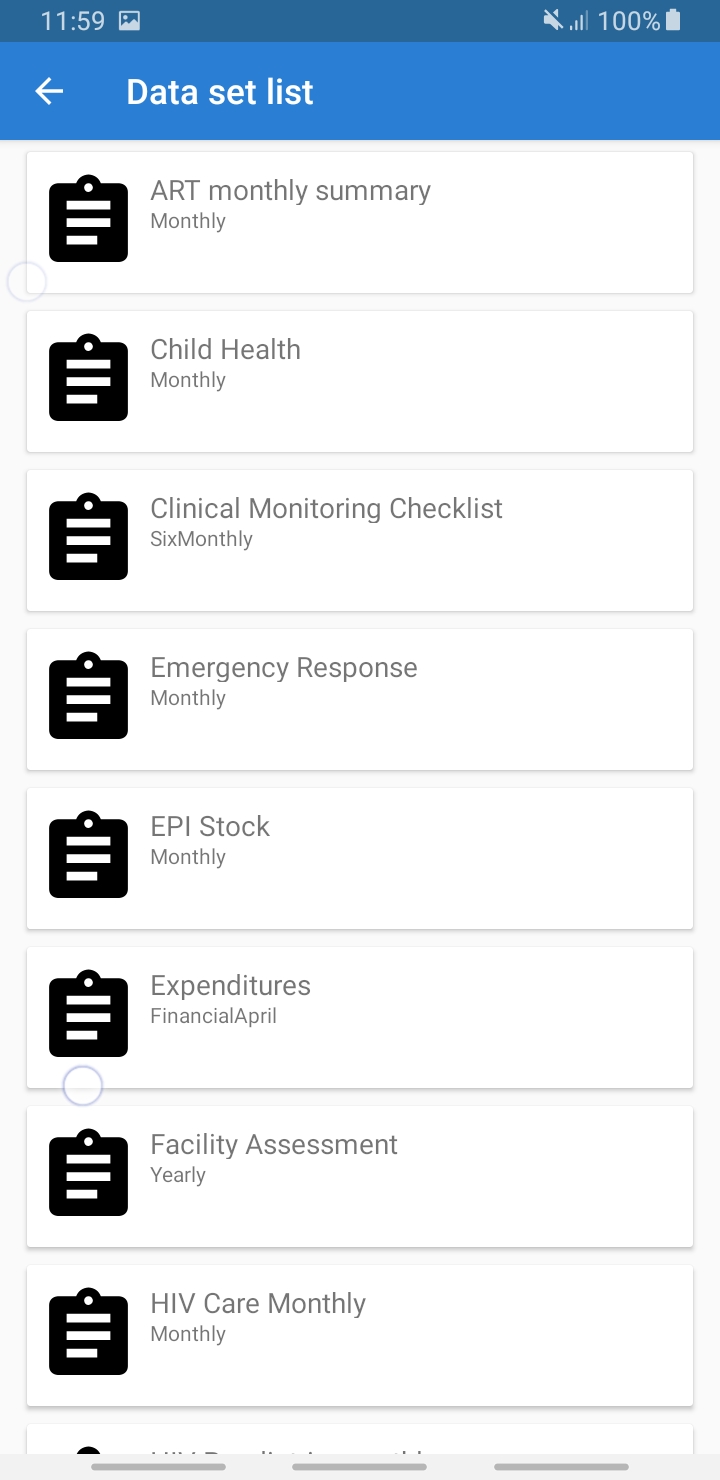 11:59 100%
Data set list
ART monthly summary
Monthly
Child Health
Monthly
Clinical Monitoring Checklist
SixMonthly
Emergency Response
Monthly
EPI Stock
Monthly
Expenditures
FinancialApril
Facility Assessment
Yearly
HIV Care Monthly
Monthly